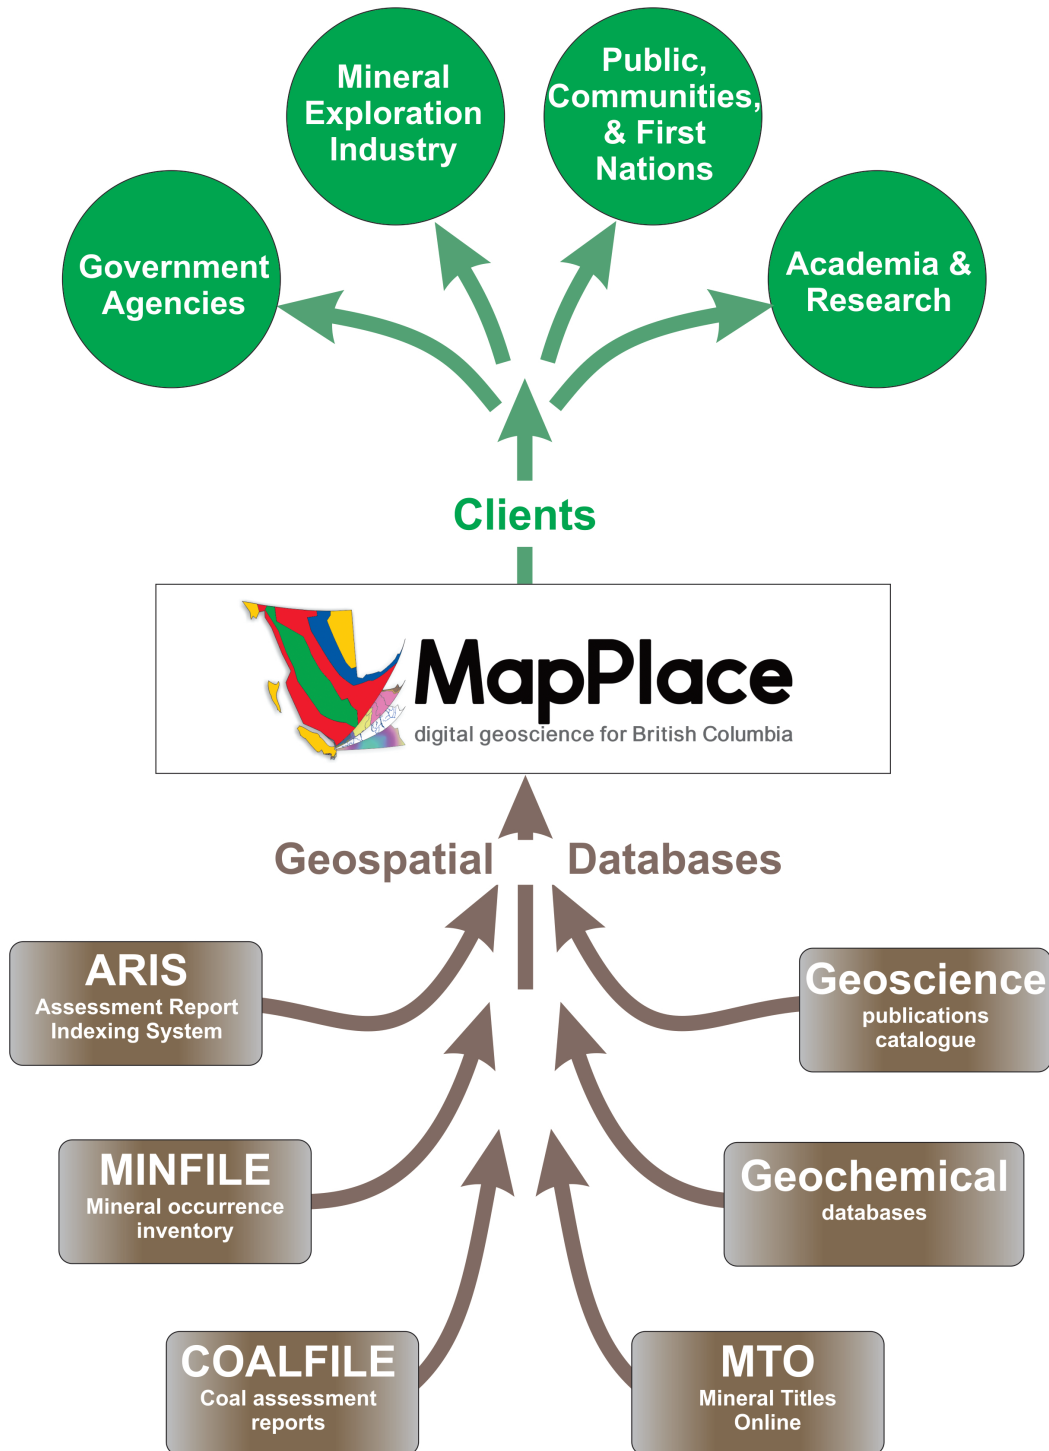 Mineral
Exploration
Industry
Public,
Communities,
& First
Nations
Government
Agencies
Academia &
Research
Clients
MapPlace
digital geoscience for British Columbia
Geospatial Databases
ARIS
Assessment Report
Indexing System
Geoscience
publications
catalogue
MINFILE
Mineral occurrence
inventory
Geochemical
databases
COALFILE
Coal assessment
reports
MTO
Mineral Titles
Online